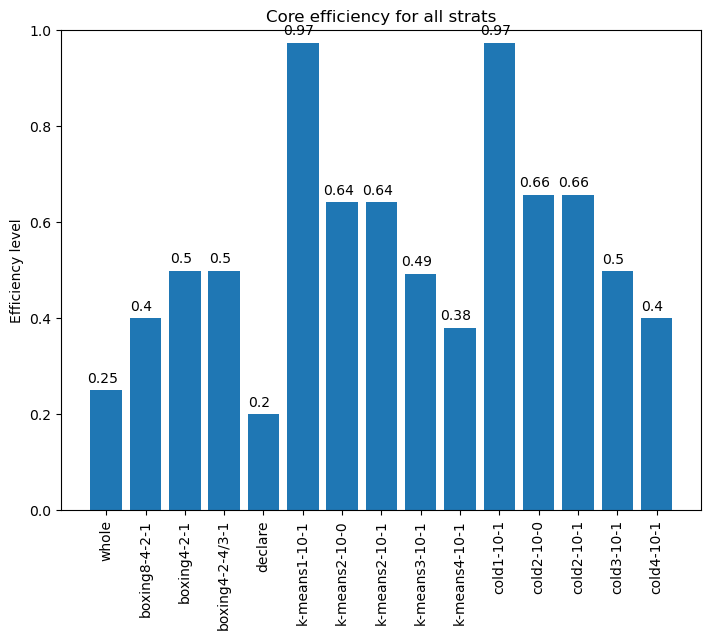 Core efficiency for all strats
Efficiency level
1.0
0.8
0.6
0.4
0.2
0.0
0.25
0.4
0.5
0.5
0.2
0.97
0.64
0.64
0.49
0.38
0.97
0.66
0.66
0.5
0.4
whole
boxing8-4-2-1
boxing4-2-1
boxing4-2-4/3-1
declare
k-means1-10-1
k-means2-10-0
k-means2-10-1
k-means3-10-1
k-means4-10-1
cold1-10-1
cold2-10-0
cold2-10-1
cold3-10-1
cold4-10-1